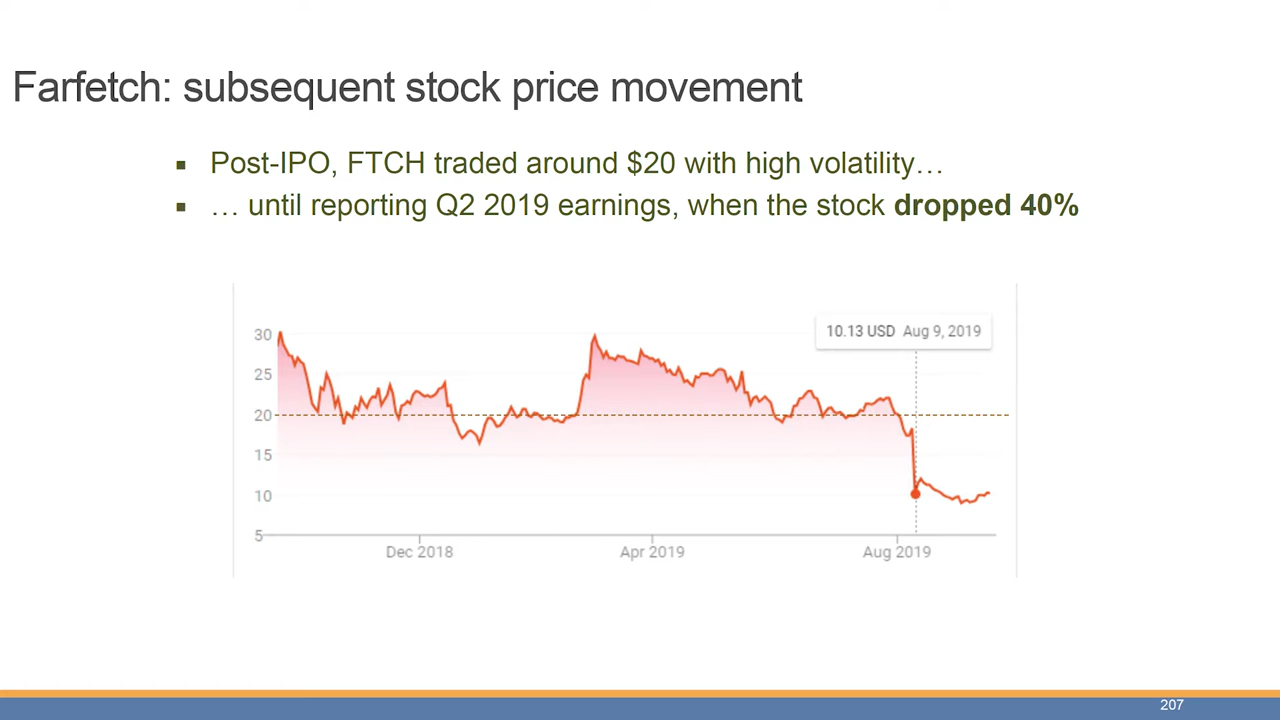 Farfetch: subsequent stock price movement
▪ Post-IPO, FTCH traded around $20 with high volatility…
▪ … until reporting Q2 2019 earnings, when the stock dropped 40%
10.13 USD Aug 9, 2019
30
25
20
15
10
5
Dec 2018 Apr 2019 Aug 2019
207